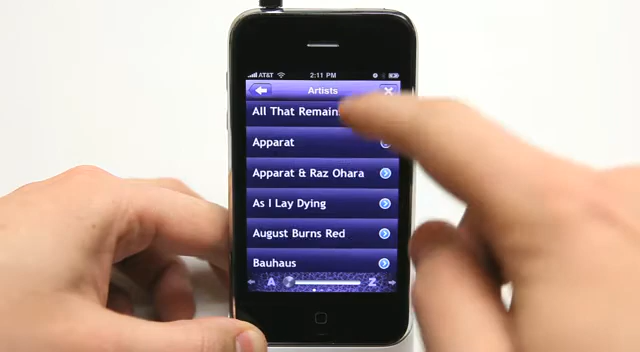 AT&T 2:11 PM
Artists
All That Remain
Apparat
Apparat & Raz Ohara
As I Lay Dying
August Burns Red
Bauhaus
A Z